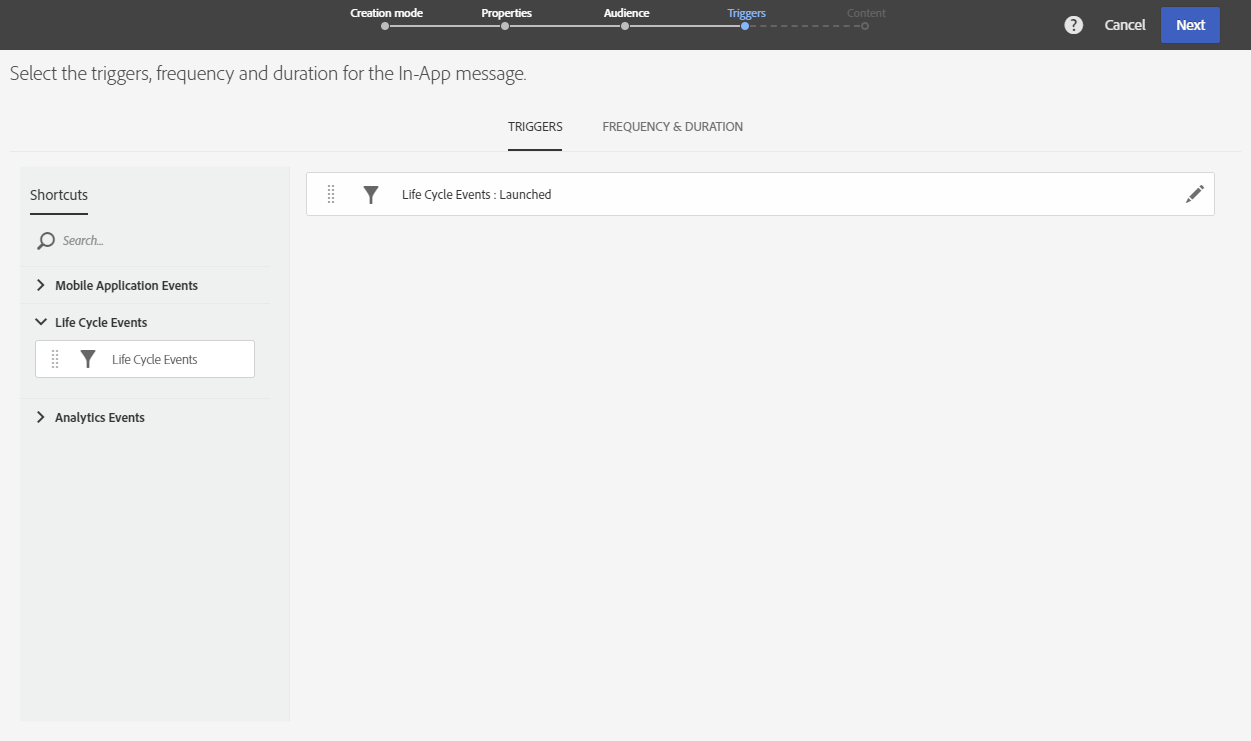 Creation mode Properties Audience Triggers Content
? Cancel Next
Select the triggers, frequency and duration for the In-App message.
TRIGGERS FREQUENCY & DURATION
Shortcuts
Life Cycle Events : Launched
Search...
Mobile Application Events
Life Cycle Events
Life Cycle Events
Analytics Events